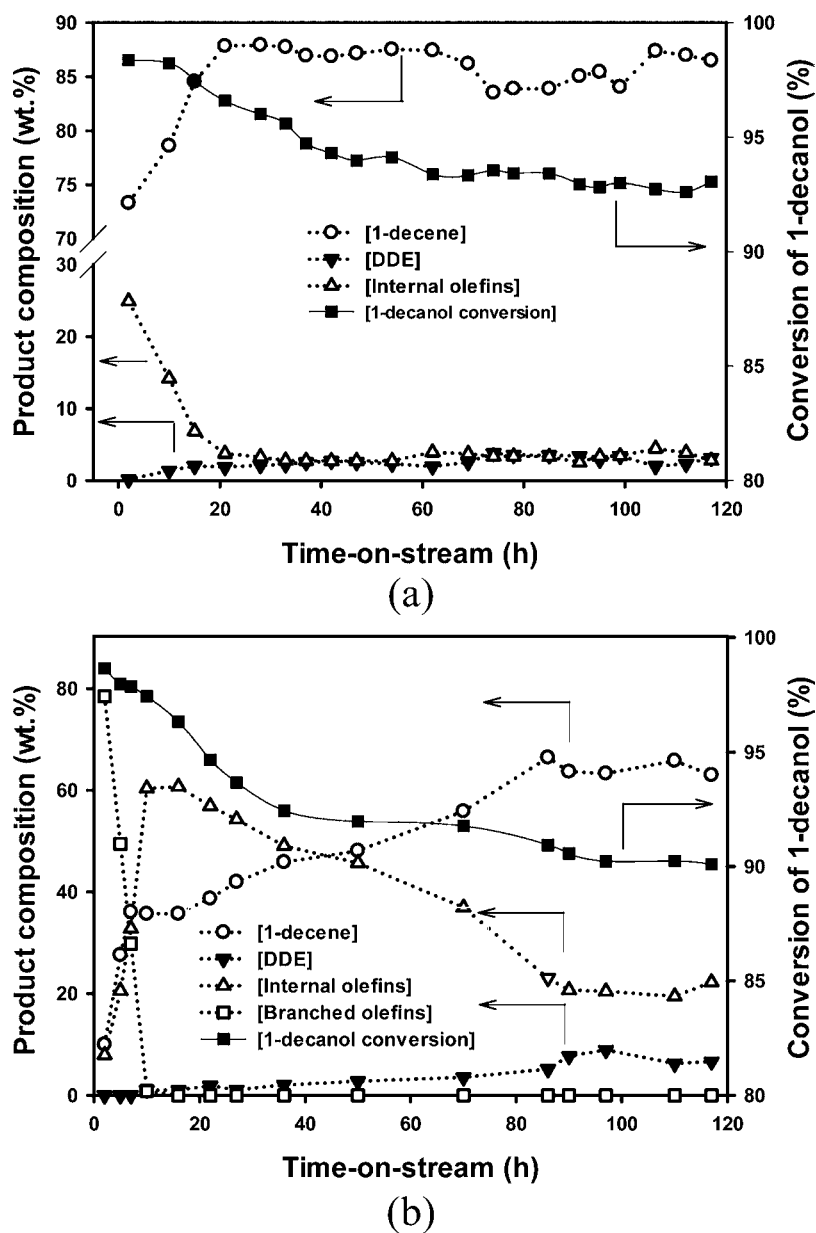 Product composition (wt.%)
90
85
80
75
70
30
20
10
0
100
95
90
85
80
Conversion of 1-decanol (%)
[1-decene]
[DDE]
[Internal olefins]
[1-decanol conversion]
0 20 40 60 80 100 120
Time-on-stream (h)
(a)
Product composition (wt.%)
80
60
40
20
0
100
95
90
85
80
Conversion of 1-decanol (%)
[1-decene]
[DDE]
[Internal olefins]
[Branched olefins]
[1-decanol conversion]
0 20 40 60 80 100 120
Time-on-stream (h)
(b)